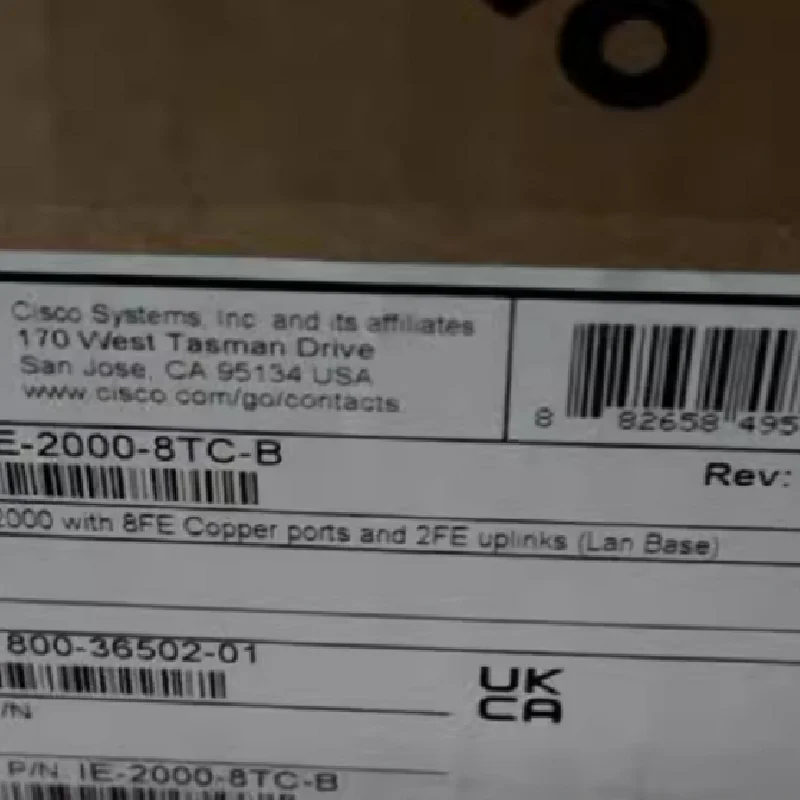 Cisco Systems, Inc and its affiliates
170 West Tasman Drive
San Jose, CA 95134 USA
www.cisco.com/go/contacts
8 82658 495
E-2000-8TC-B
Rev:
2000 with 8FE Copper ports and 2FE uplinks (Lan Base)
800-36502-01
UK
CA
/N
P/N IE-2000-8TC-B